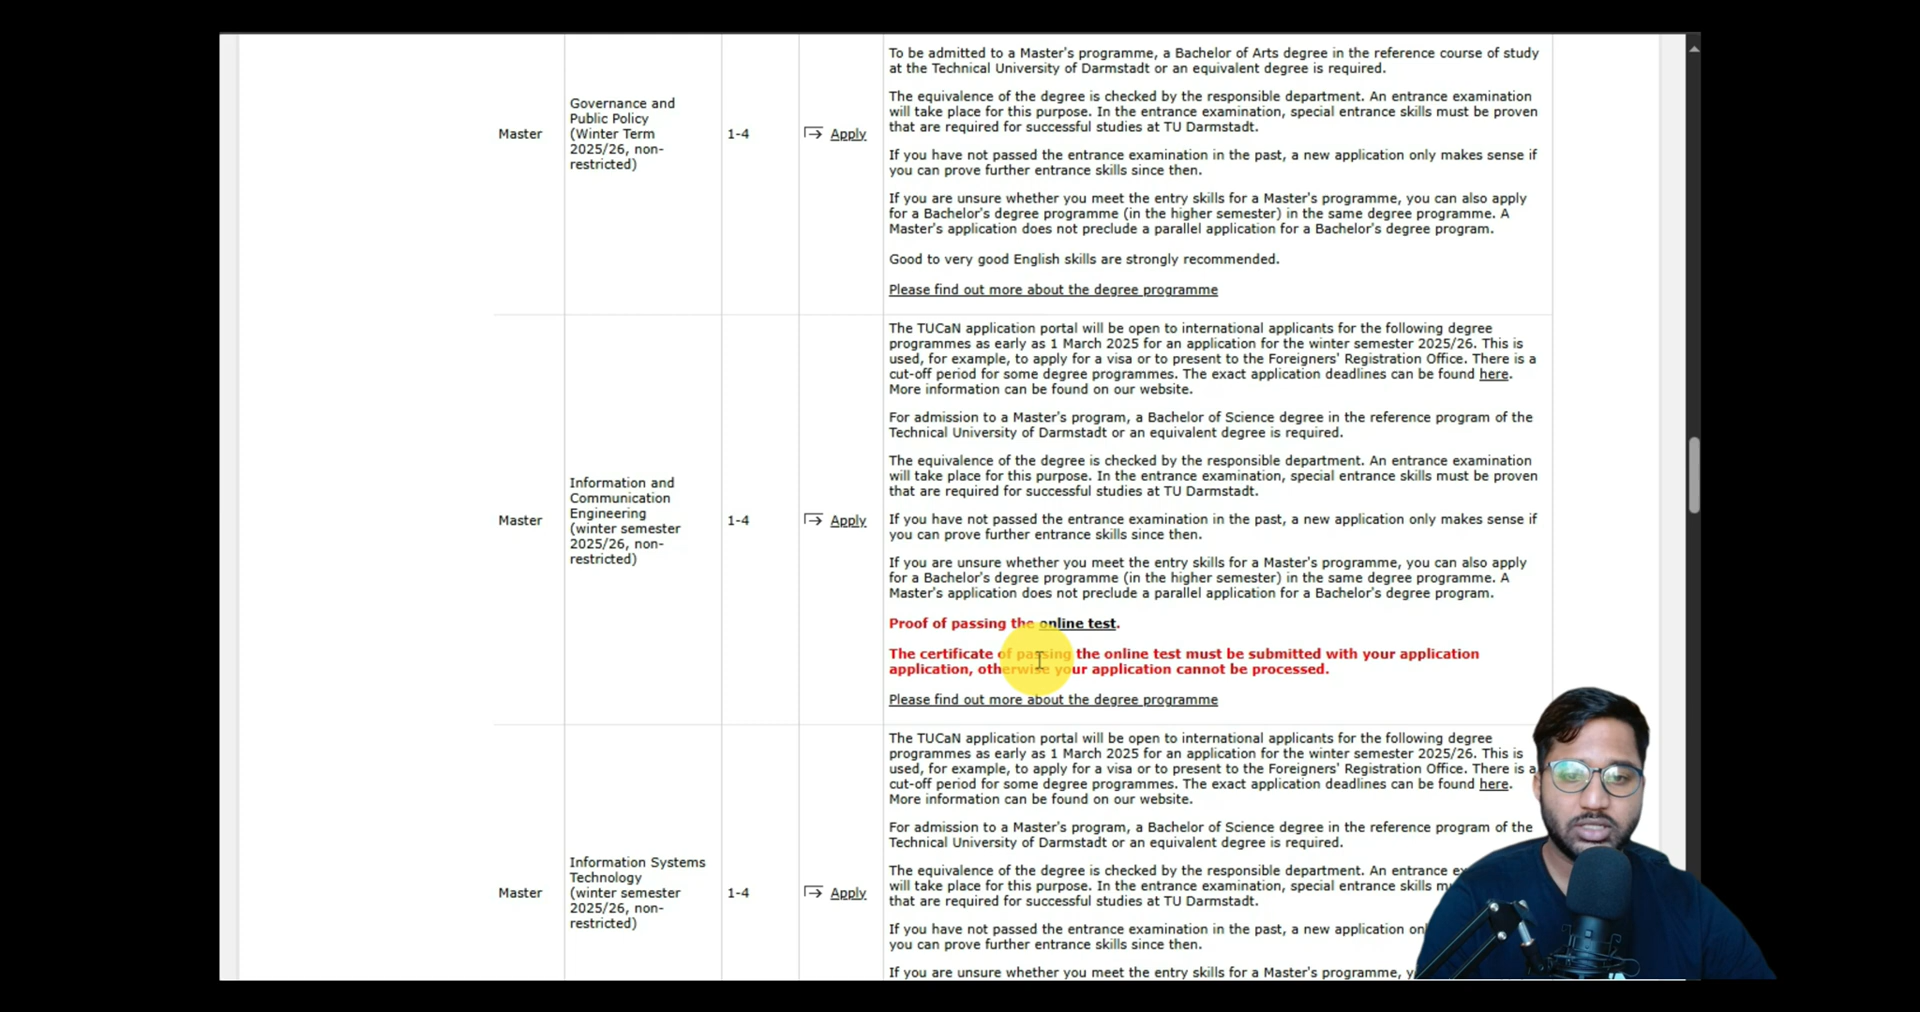 To be admitted to a Master's programme, a Bachelor of Arts degree in the reference course of study
at the Technical University of Darmstadt or an equivalent degree is required.
The equivalence of the degree is checked by the responsible department. An entrance examination
will take place for this purpose. In the entrance examination, special entrance skills must be proven
that are required for successful studies at TU Darmstadt.
If you have not passed the entrance examination in the past, a new application only makes sense if
you can prove further entrance skills since then.
If you are unsure whether you meet the entry skills for a Master's programme, you can also apply
for a Bachelor's degree programme (in the higher semester) in the same degree programme. A
Master's application does not preclude a parallel application for a Bachelor's degree program.
Good to very good English skills are strongly recommended.
Please find out more about the degree programme
Master
Governance and
Public Policy
(Winter Term
2025/26, non-
restricted)
1-4
Apply
The TUCaN application portal will be open to international applicants for the following degree
programmes as early as 1 March 2025 for an application for the winter semester 2025/26. This is
used, for example, to apply for a visa or to present to the Foreigners' Registration Office. There is a
cut-off period for some degree programmes. The exact application deadlines can be found here.
More information can be found on our website.
For admission to a Master's program, a Bachelor of Science degree in the reference program of the
Technical University of Darmstadt or an equivalent degree is required.
The equivalence of the degree is checked by the responsible department. An entrance examination
will take place for this purpose. In the entrance examination, special entrance skills must be proven
that are required for successful studies at TU Darmstadt.
If you have not passed the entrance examination in the past, a new application only makes sense if
you can prove further entrance skills since then.
If you are unsure whether you meet the entry skills for a Master's programme, you can also apply
for a Bachelor's degree programme (in the higher semester) in the same degree programme. A
Master's application does not preclude a parallel application for a Bachelor's degree program.
Proof of passing the online test.
The certificate of passing the online test must be submitted with your application
application, otherwise your application cannot be processed.
Please find out more about the degree programme
Master
Information and
Communication
Engineering
(winter semester
2025/26, non-
restricted)
1-4
Apply
The TUCaN application portal will be open to international applicants for the following degree
programmes as early as 1 March 2025 for an application for the winter semester 2025/26. This is
used, for example, to apply for a visa or to present to the Foreigners' Registration Office. There is a
cut-off period for some degree programmes. The exact application deadlines can be found here.
More information can be found on our website.
For admission to a Master's program, a Bachelor of Science degree in the reference program of the
Technical University of Darmstadt or an equivalent degree is required.
The equivalence of the degree is checked by the responsible department. An entrance
will take place for this purpose. In the entrance examination, special entrance skills
that are required for successful studies at TU Darmstadt.
If you have not passed the entrance examination in the past, a new application
you can prove further entrance skills since then.
If you are unsure whether you meet the entry skills for a Master's programme,
Master
Information Systems
Technology
(winter semester
2025/26, non-
restricted)
1-4
Apply